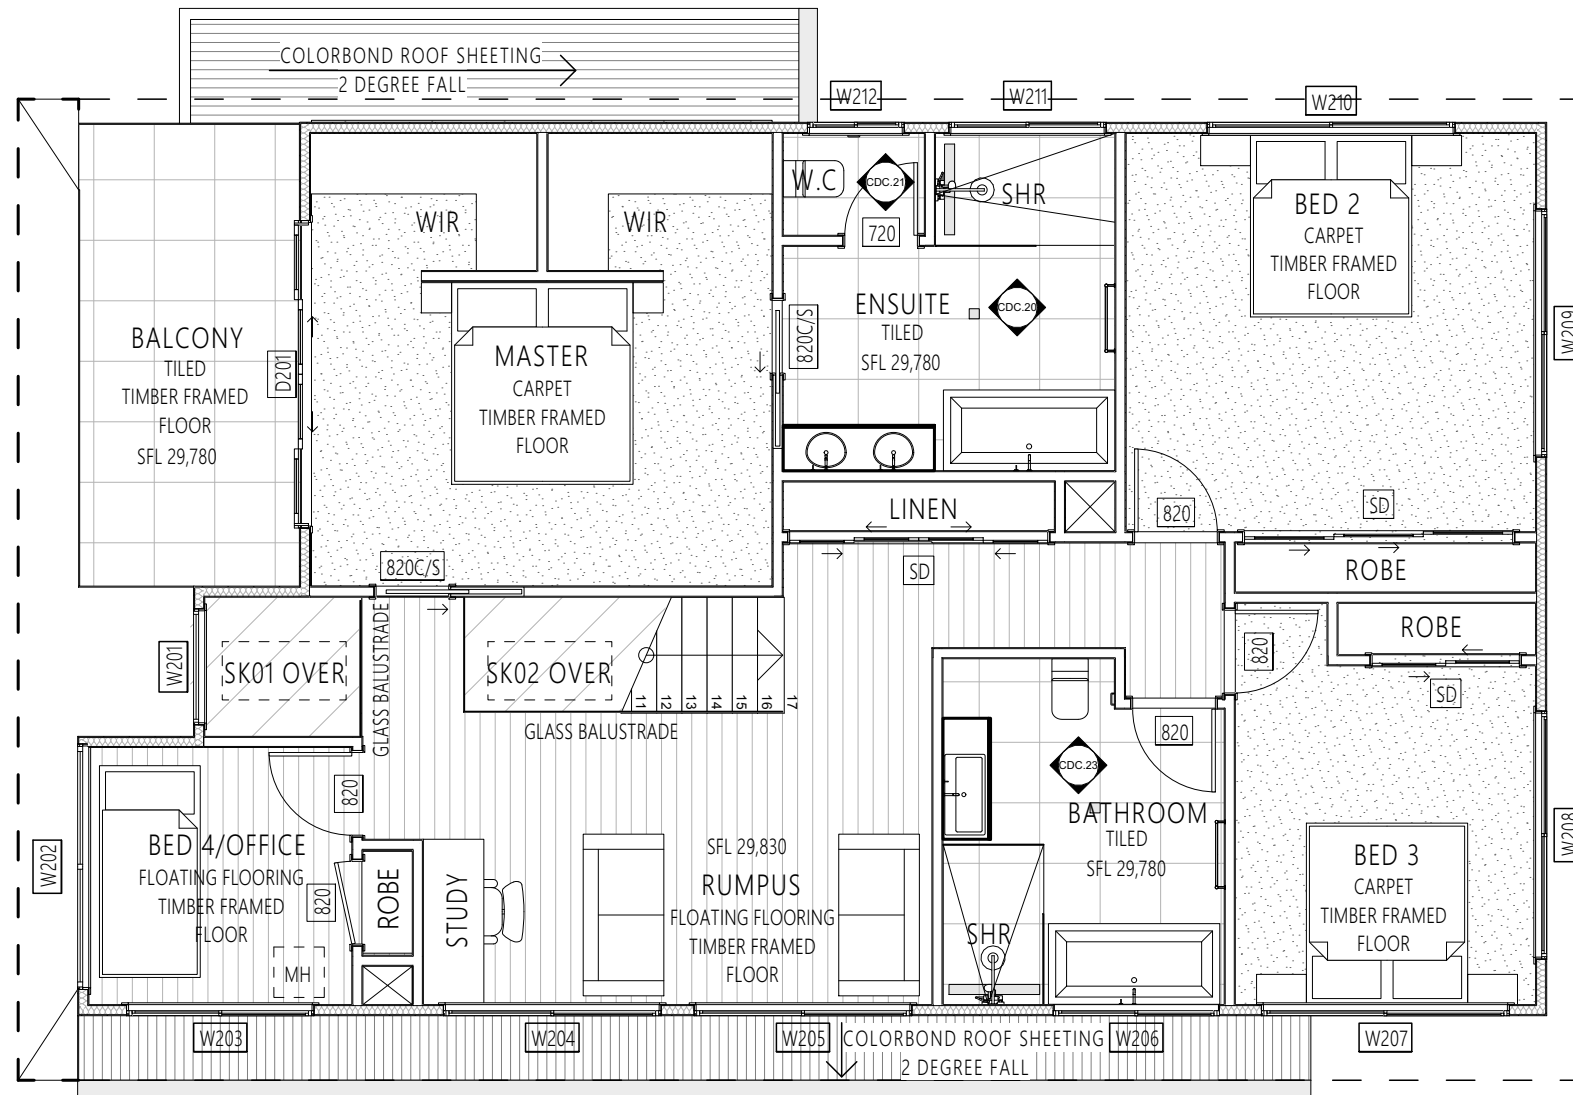 COLORBOND ROOF SHEETING
2 DEGREE FALL
W212
W211
W210
W.C
CDC.21
720
SHR
WIR
WIR
BED 2
CARPET
TIMBER FRAMED
FLOOR
BALCONY
TILED
TIMBER FRAMED
FLOOR
SFL 29,780
D201
MASTER
CARPET
TIMBER FRAMED
FLOOR
820C/S
ENSUITE
TILED
SFL 29,780
CDC.20
W209
LINEN
SD
820
SD
820C/S
ROBE
ROBE
SD
820
W201
SK01 OVER
GLASS BALUSTRADE
SK02 OVER
11
12
13
14
15
16
17
GLASS BALUSTRADE
820
CDC.23
BATHROOM
TILED
SFL 29,780
SHR
W208
BED 3
CARPET
TIMBER FRAMED
FLOOR
W202
820
BED 4/OFFICE
FLOATING FLOORING
TIMBER FRAMED
FLOOR
820
MH
ROBE
STUDY
SFL 29,830
RUMPUS
FLOATING FLOORING
TIMBER FRAMED
FLOOR
W203
W204
W205
COLORBOND ROOF SHEETING
2 DEGREE FALL
W206
W207